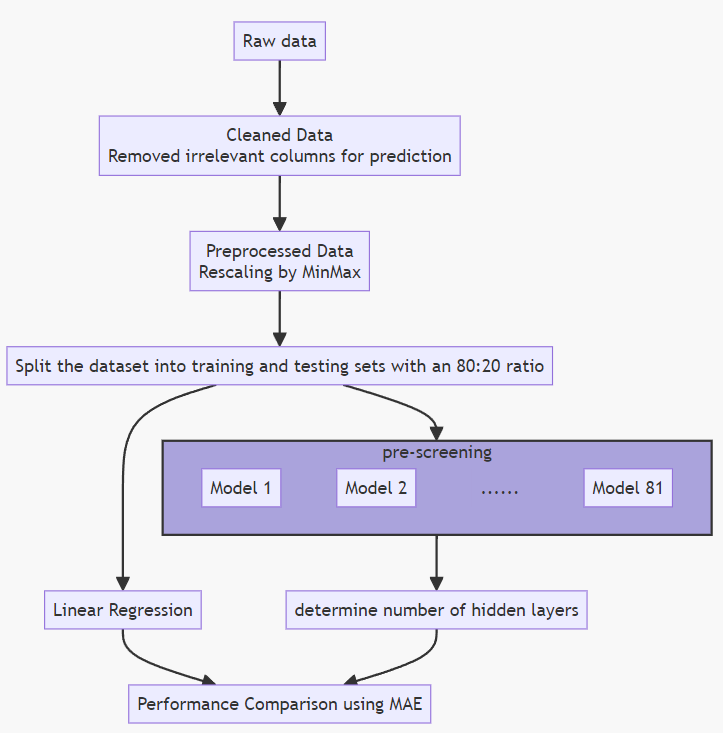 Raw data
Cleaned Data
Removed irrelevant columns for prediction
Preprocessed Data
Rescaling by MinMax
Split the dataset into training and testing sets with an 80:20 ratio
pre-screening
Model 1
Model 2
......
Model 81
Linear Regression
determine number of hidden layers
Performance Comparison using MAE